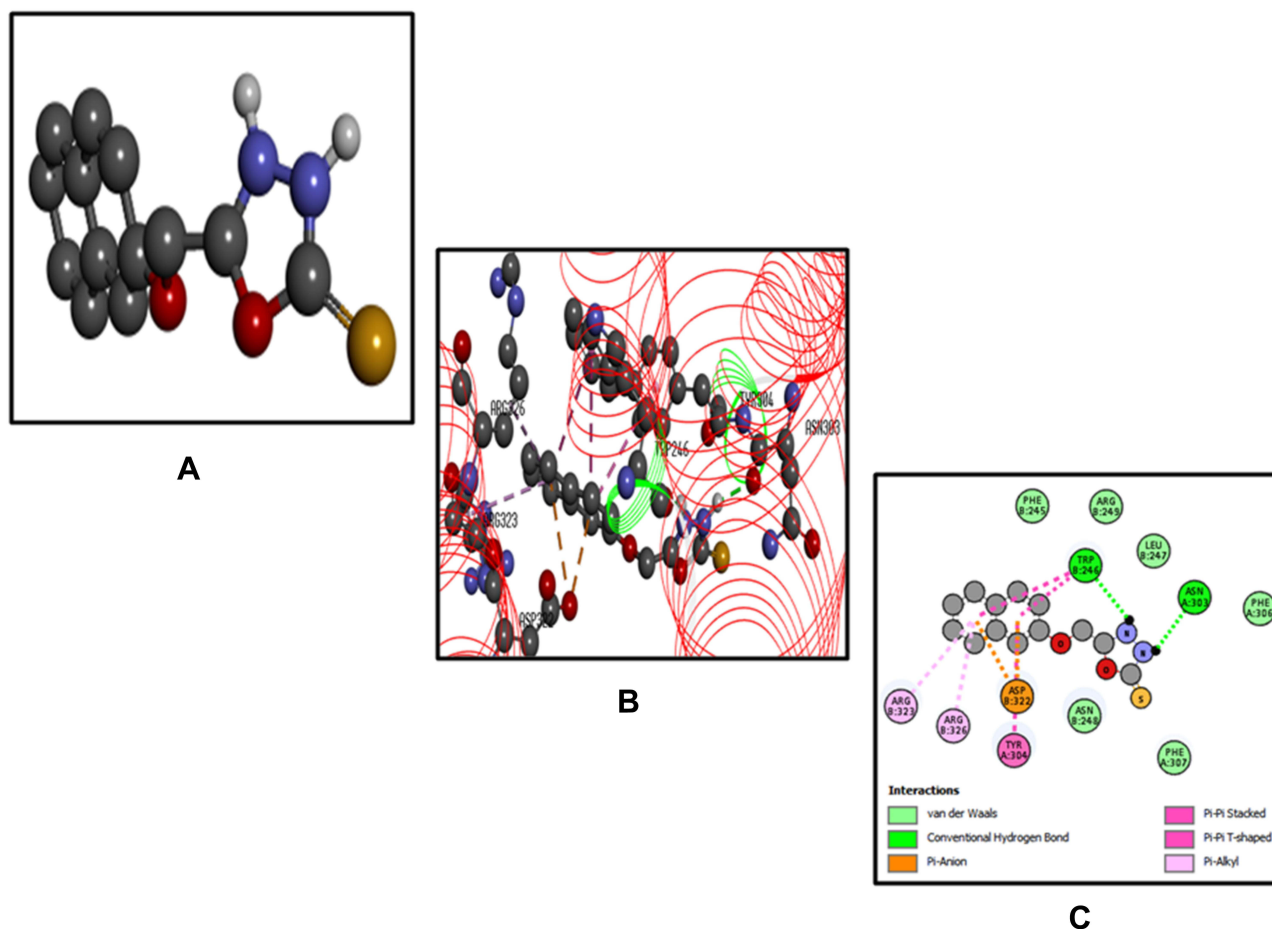 A
ARG326
TYR304
ASN303
TRP246
ARG323
ASP322
B
PHE
B:245
ARG
B:249
LEU
B:247
TRP
B:246
ASN
A:303
PHE
A:306
N
N
O
O
S
ARG
B:323
ARG
B:326
ASP
B:322
TYR
A:304
ASN
B:248
PHE
A:307
Interactions
van der Waals
Conventional Hydrogen Bond
Pi-Anion
Pi-Pi Stacked
Pi-Pi T-shaped
Pi-Alkyl
C